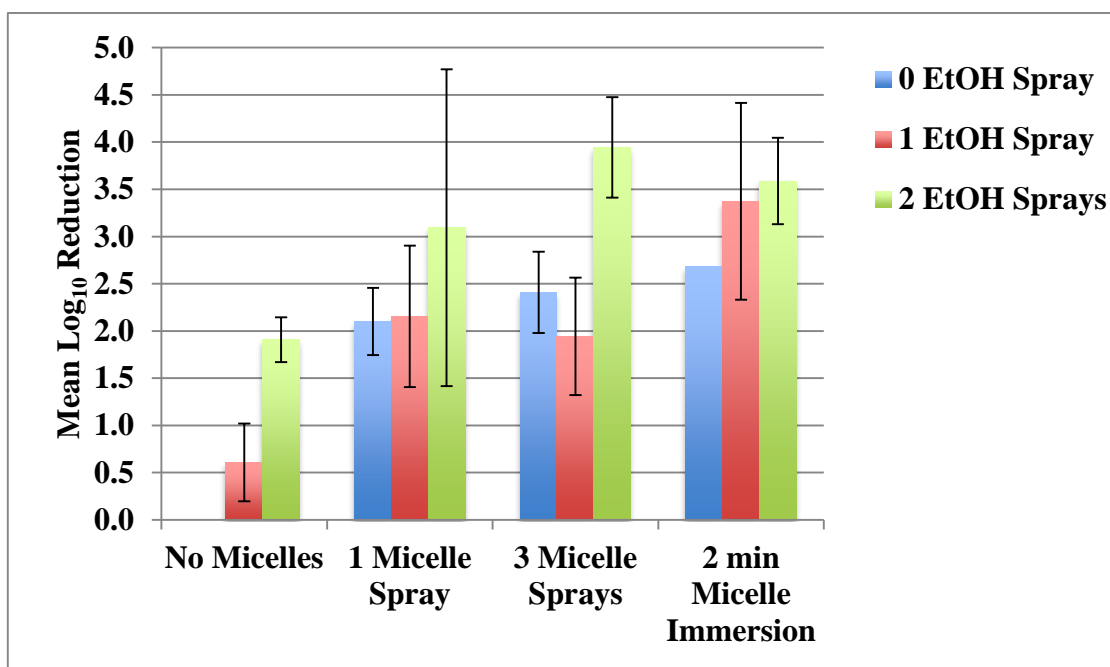 Mean Log₁₀ Reduction
5.0
4.5
4.0
3.5
3.0
2.5
2.0
1.5
1.0
0.5
0.0
No Micelles
1 Micelle
Spray
3 Micelle
Sprays
2 min
Micelle
Immersion
0 EtOH Spray
1 EtOH Spray
2 EtOH Sprays